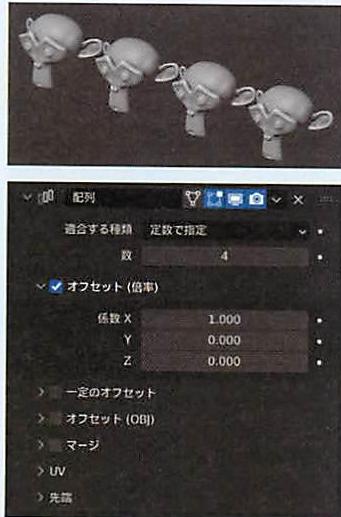 配列
適合する種類 定数で指定
数 4
オフセット (倍率)
係数 X 1.000
Y 0.000
Z 0.000
一定のオフセット
オフセット (OBJ)
マージ
UV
先端